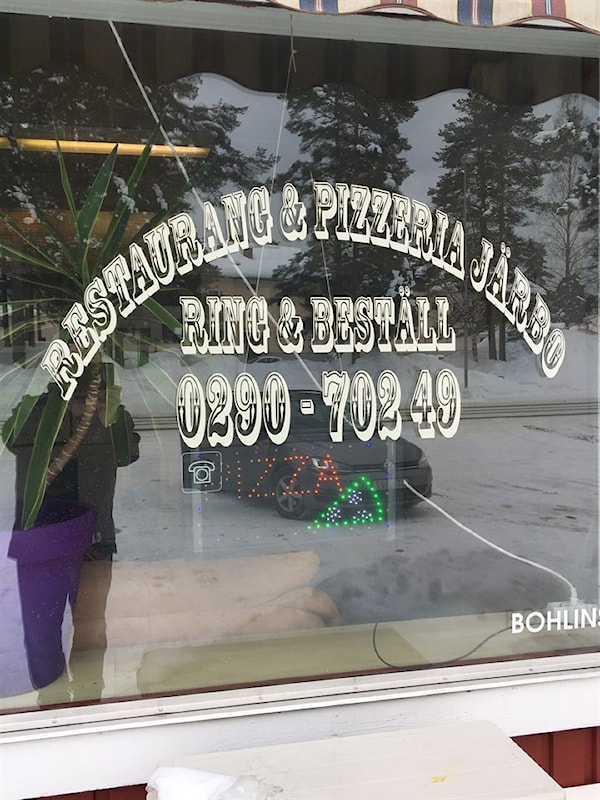 RESTAURANG & PIZZERIA JÄRBO
RING & BESTÄLL
0290 - 702 49
PIZZA
BOHLINS